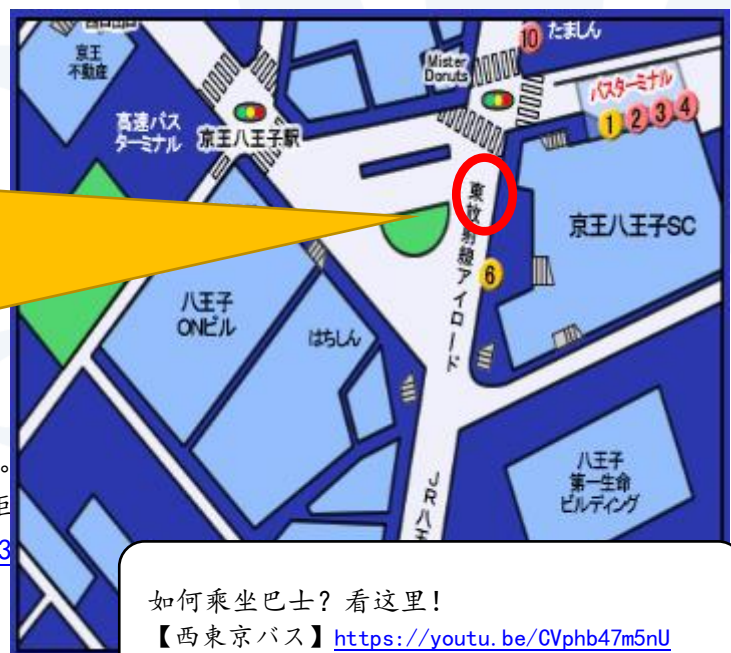 京王
不動産
高速バス
ターミナル
京王八王子駅
Mister
Donuts
10
たましん
バスターミナル
1 2 3 4
京王八王子SC
東放射線アイロード
6
八王子
ONビル
はちしん
八王子
第一生命
ビルディング
JR八王
。
3
如何乘坐巴士？看这里！
【西東京バス】https://youtu.be/CVphb47m5nU